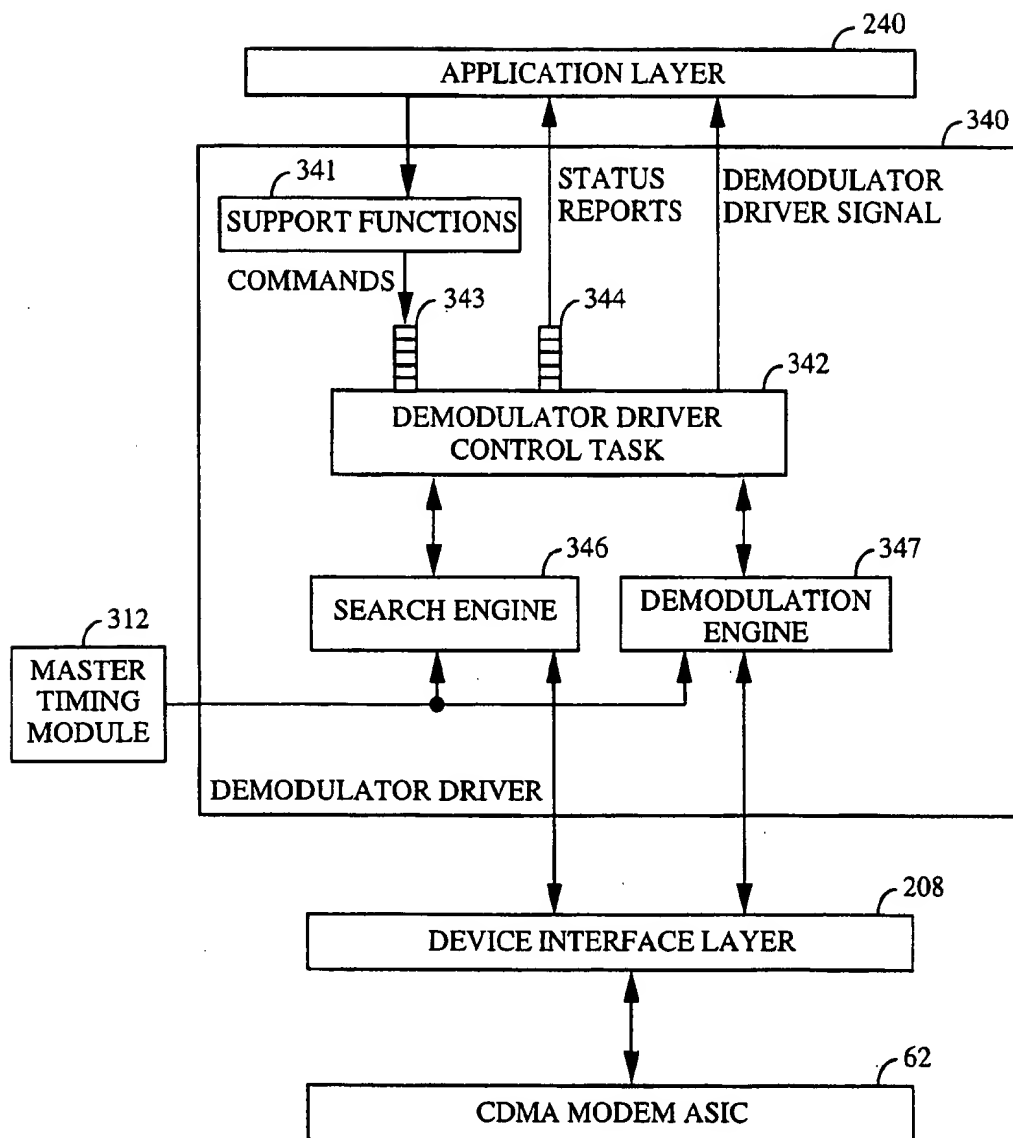 240
APPLICATION LAYER
340
341
SUPPORT FUNCTIONS
STATUS
REPORTS
DEMODULATOR
DRIVER SIGNAL
COMMANDS
343
344
342
DEMODULATOR DRIVER
CONTROL TASK
346
SEARCH ENGINE
347
DEMODULATION
ENGINE
312
MASTER
TIMING
MODULE
DEMODULATOR DRIVER
208
DEVICE INTERFACE LAYER
62
CDMA MODEM ASIC